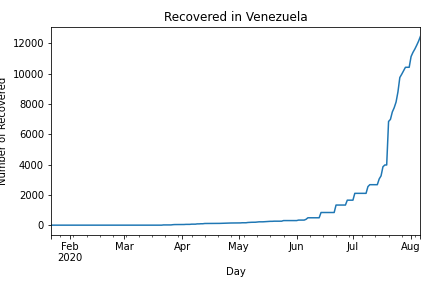 Recovered in Venezuela
Number of Recovered
12000
10000
8000
6000
4000
2000
0
Feb
2020
Mar
Apr
May
Jun
Jul
Aug
Day